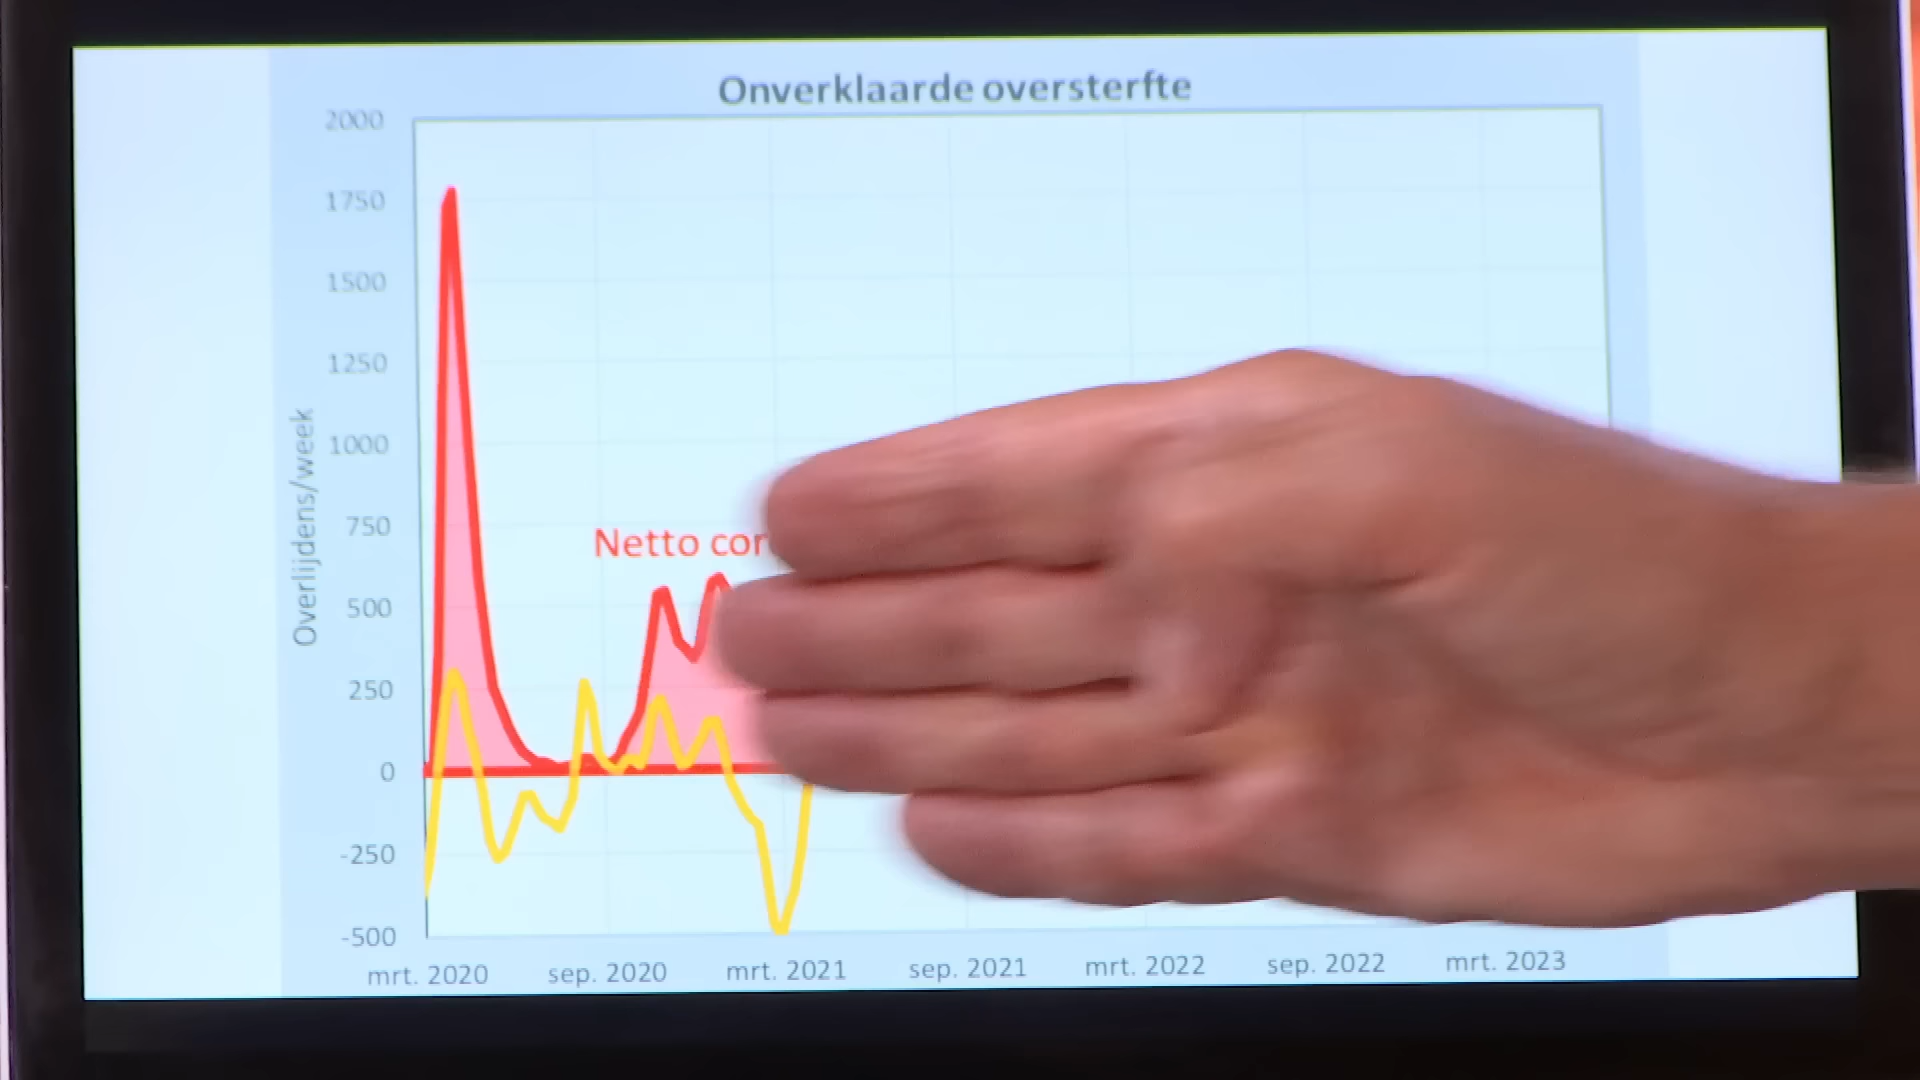 Onverklaarde oversterfte
2000
1750
1500
1250
1000
750
500
250
0
-250
-500
Overlijdens/week
Netto
mrt. 2020 sep. 2020 mrt. 2021 sep. 2021 mrt. 2022 sep. 2022 mrt. 2023